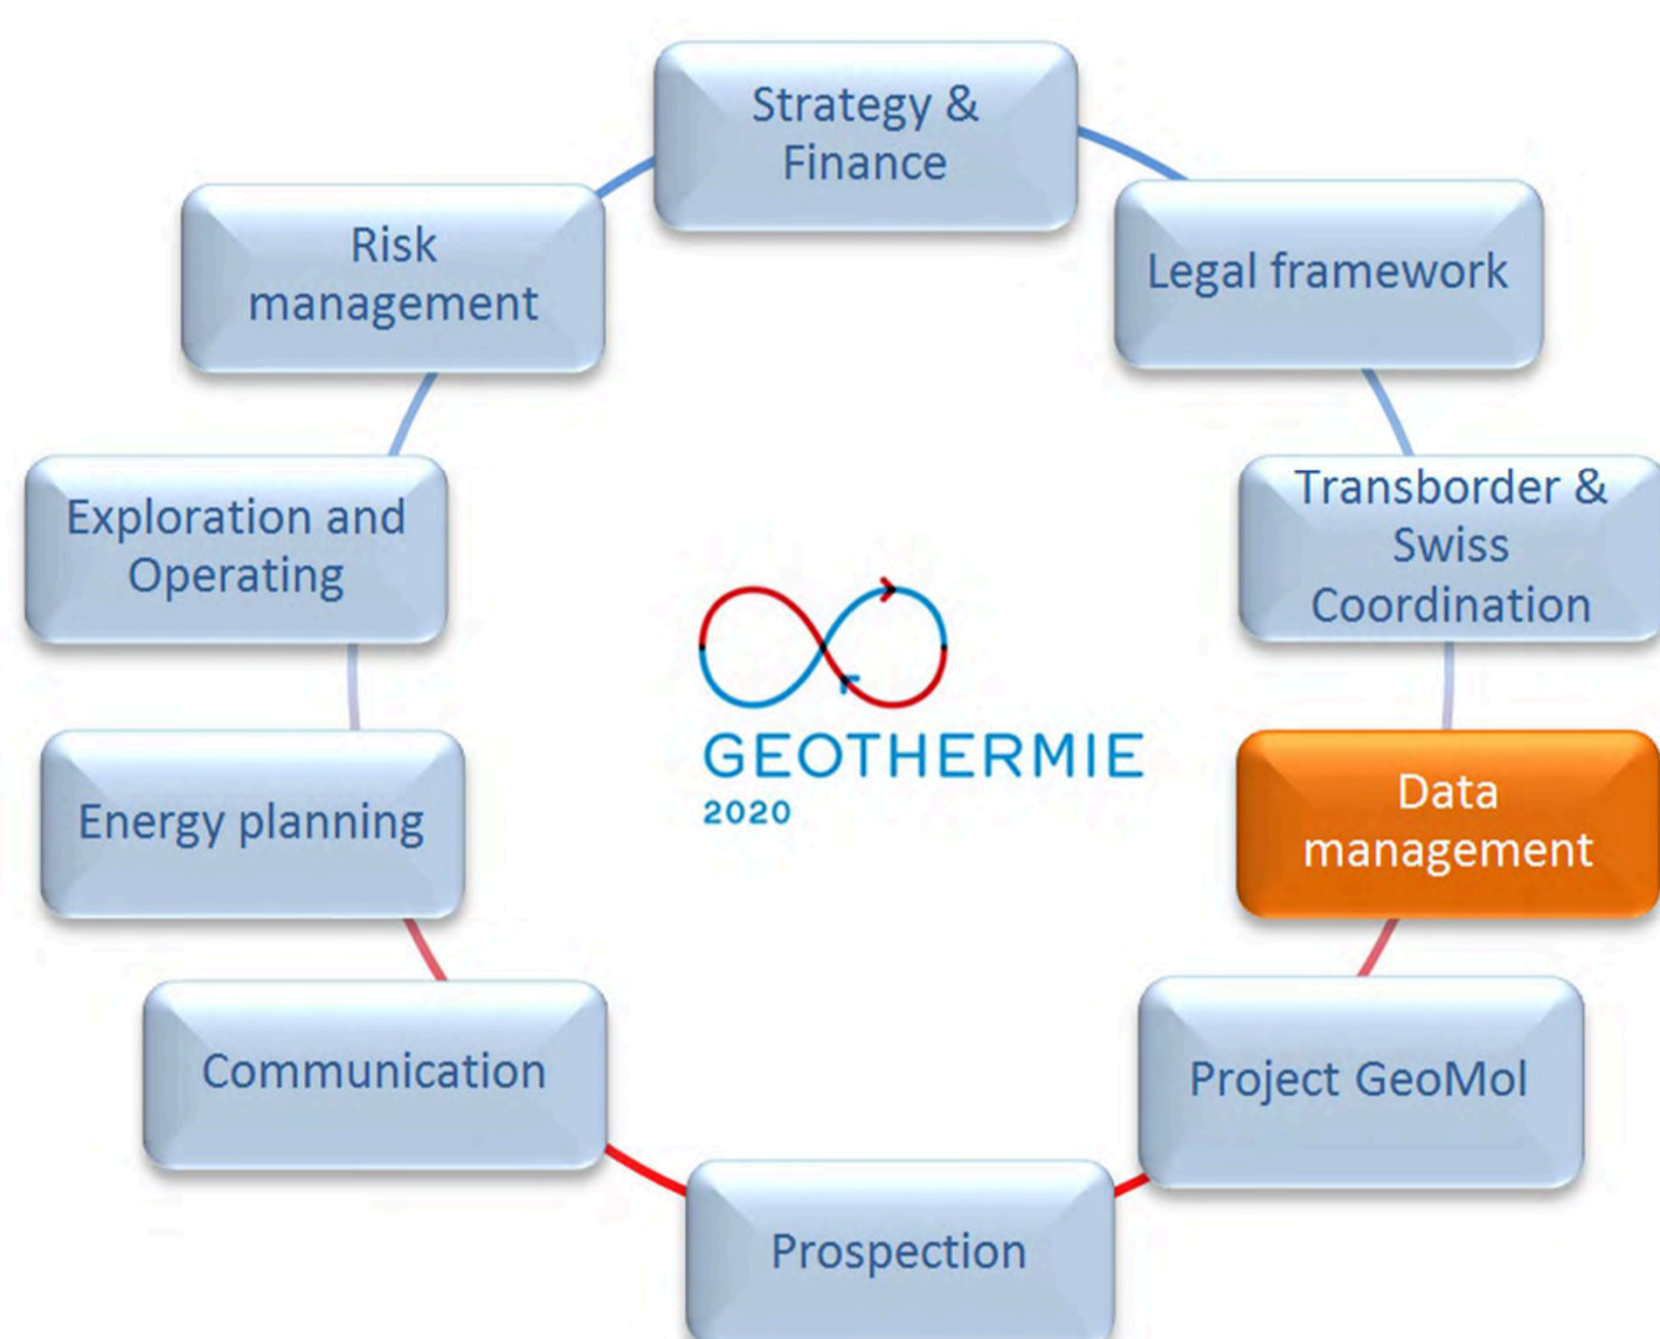 Strategy &
Finance
Risk
management
Legal framework
Exploration and
Operating
Transborder &
Swiss
Coordination
GEOTHERMIE
2020
Energy planning
Data
management
Communication
Project GeoMol
Prospection